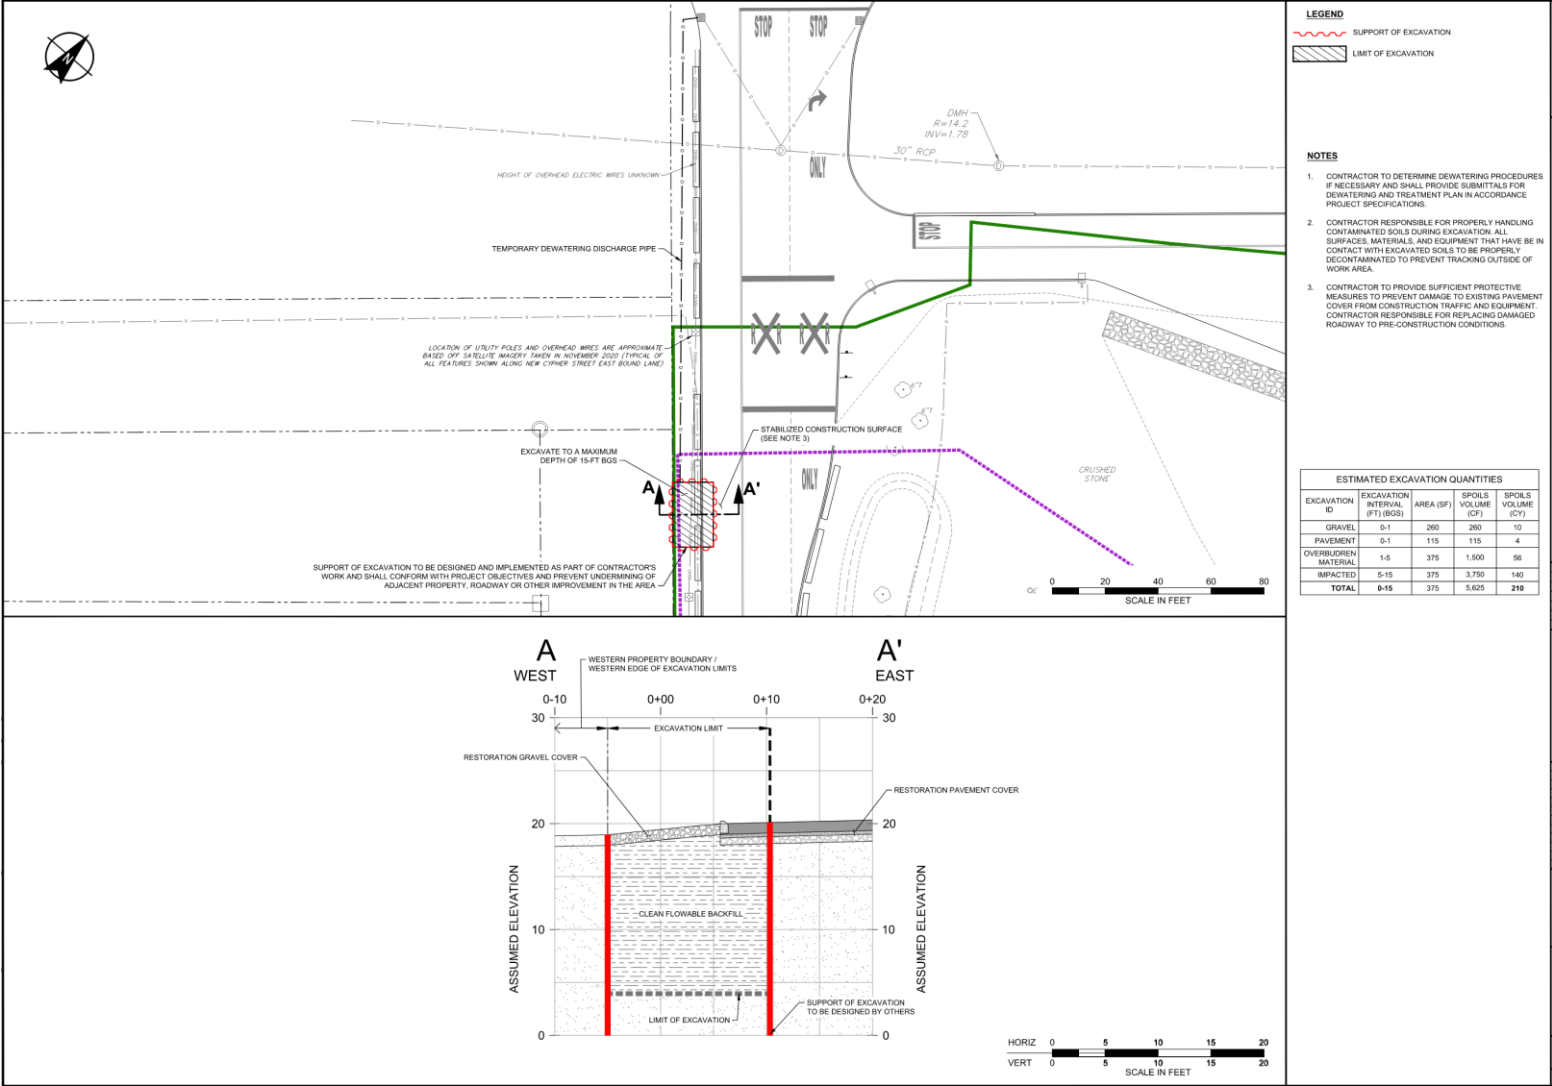 N
STOP
STOP
DMH
R=14.2
INV=1.78
30" RCP
ONLY
HEIGHT OF OVERHEAD ELECTRIC WIRES UNKNOWN
STOP
TEMPORARY DEWATERING DISCHARGE PIPE
R R
R R
LOCATION OF UTILITY POLES AND OVERHEAD WIRES ARE APPROXIMATE
BASED OFF SATELLITE IMAGERY TAKEN IN NOVEMBER 2020 (TYPICAL OF
ALL FEATURES SHOWN ALONG NEW CYPHER STREET EAST BOUND LANE)
6"T
6"T
STABILIZED CONSTRUCTION SURFACE
(SEE NOTE 3)
EXCAVATE TO A MAXIMUM
DEPTH OF 15-FT BGS
ONLY
CRUSHED
STONE
A
A'
SUPPORT OF EXCAVATION TO BE DESIGNED AND IMPLEMENTED AS PART OF CONTRACTOR'S
WORK AND SHALL CONFORM WITH PROJECT OBJECTIVES AND PREVENT UNDERMINING OF
ADJACENT PROPERTY, ROADWAY OR OTHER IMPROVEMENT IN THE AREA
0 20 40 60 80
SCALE IN FEET
LEGEND
SUPPORT OF EXCAVATION
LIMIT OF EXCAVATION
NOTES
1. CONTRACTOR TO DETERMINE DEWATERING PROCEDURES
IF NECESSARY AND SHALL PROVIDE SUBMITTALS FOR
DEWATERING AND TREATMENT PLAN IN ACCORDANCE
PROJECT SPECIFICATIONS.
2. CONTRACTOR RESPONSIBLE FOR PROPERLY HANDLING
CONTAMINATED SOILS DURING EXCAVATION. ALL
SURFACES, MATERIALS, AND EQUIPMENT THAT HAVE BE IN
CONTACT WITH EXCAVATED SOILS TO BE PROPERLY
DECONTAMINATED TO PREVENT TRACKING OUTSIDE OF
WORK AREA.
3. CONTRACTOR TO PROVIDE SUFFICIENT PROTECTIVE
MEASURES TO PREVENT DAMAGE TO EXISTING PAVEMENT
COVER FROM CONSTRUCTION TRAFFIC AND EQUIPMENT.
CONTRACTOR RESPONSIBLE FOR REPLACING DAMAGED
ROADWAY TO PRE-CONSTRUCTION CONDITIONS.
ESTIMATED EXCAVATION QUANTITIES
EXCAVATION ID EXCAVATION INTERVAL (FT) (BGS) AREA (SF) SPOILS VOLUME (CF) SPOILS VOLUME (CY)
GRAVEL 0-1 260 260 10
PAVEMENT 0-1 115 115 4
OVERBUDREN MATERIAL 1-5 375 1,500 56
IMPACTED 5-15 375 3,750 140
TOTAL 0-15 375 5,625 210
A
WEST
A'
EAST
WESTERN PROPERTY BOUNDARY /
WESTERN EDGE OF EXCAVATION LIMITS
0-10 0+00 0+10 0+20
30 30
EXCAVATION LIMIT
RESTORATION GRAVEL COVER
RESTORATION PAVEMENT COVER
20 20
ASSUMED ELEVATION
ASSUMED ELEVATION
CLEAN FLOWABLE BACKFILL
10 10
SUPPORT OF EXCAVATION
TO BE DESIGNED BY OTHERS
LIMIT OF EXCAVATION
0 0
HORIZ 0 5 10 15 20
VERT 0 5 10 15 20
SCALE IN FEET